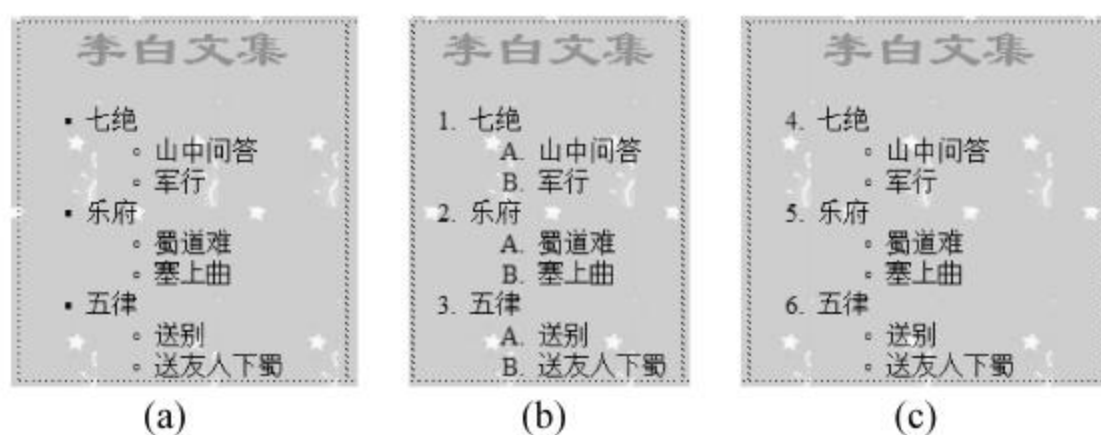 李白文集
▪ 七绝
◦ 山中问答
◦ 军行
▪ 乐府
◦ 蜀道难
◦ 塞上曲
▪ 五律
◦ 送别
◦ 送友人下蜀
(a)
李白文集
1. 七绝
A. 山中问答
B. 军行
2. 乐府
A. 蜀道难
B. 塞上曲
3. 五律
A. 送别
B. 送友人下蜀
(b)
李白文集
4. 七绝
◦ 山中问答
◦ 军行
5. 乐府
◦ 蜀道难
◦ 塞上曲
6. 五律
◦ 送别
◦ 送友人下蜀
(c)